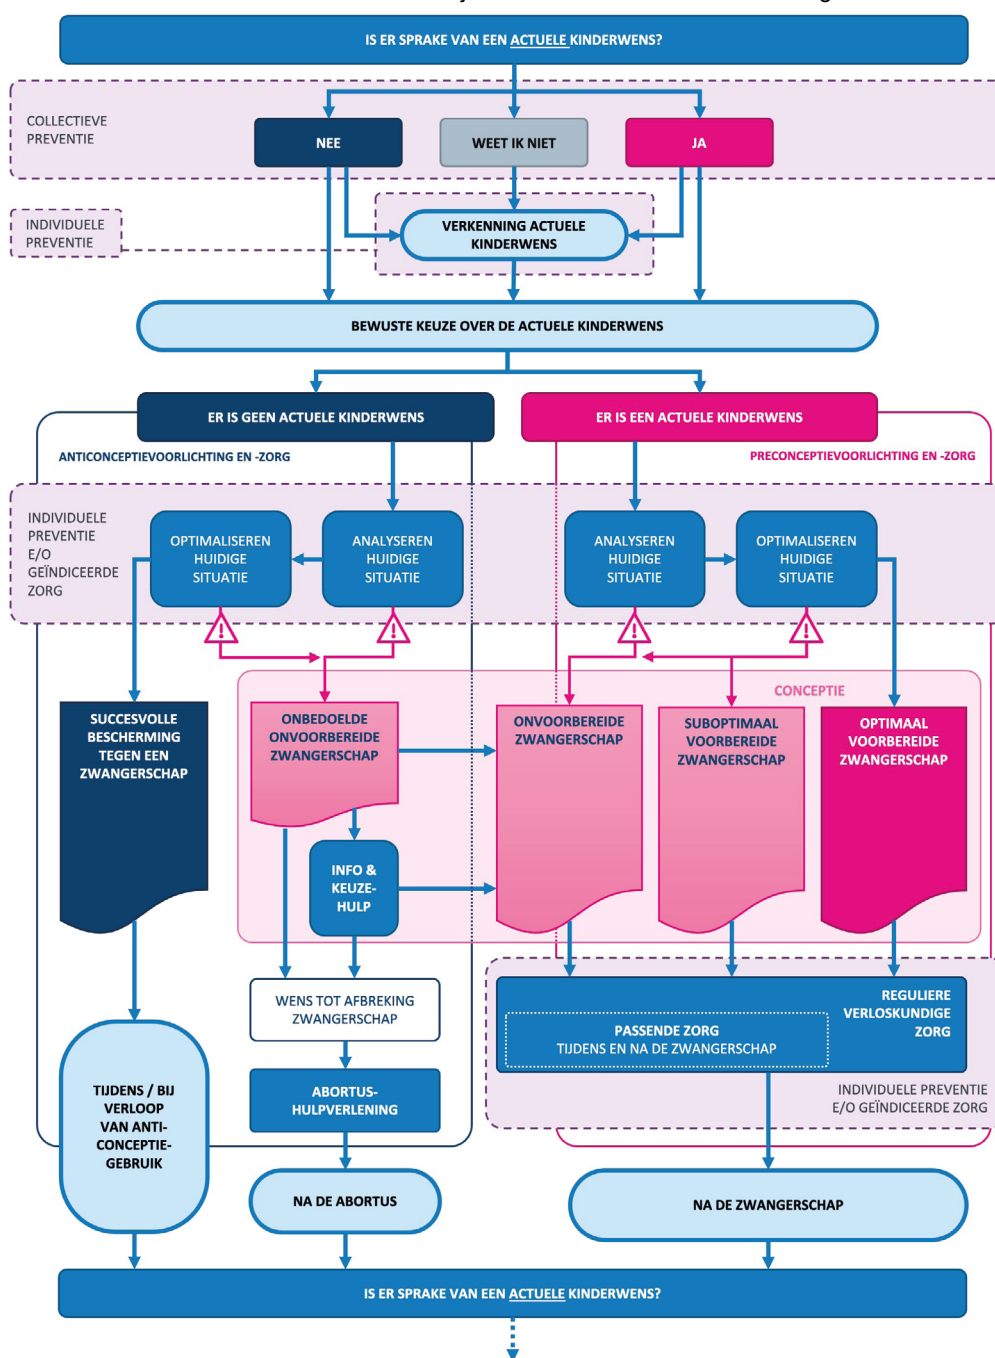 IS ER SPRAKE VAN EEN ACTUELE KINDERWENS?
COLLECTIEVE
PREVENTIE
NEE
WEET IK NIET
JA
INDIVIDUELE
PREVENTIE
VERKENNING ACTUELE
KINDERWENS
BEWUSTE KEUZE OVER DE ACTUELE KINDERWENS
ER IS GEEN ACTUELE KINDERWENS
ER IS EEN ACTUELE KINDERWENS
ANTICONCEPTIEVOORLICHTING EN -ZORG
PRECONCEPTIEVOORLICHTING EN -ZORG
INDIVIDUELE
PREVENTIE
E/O
GEÏNDICEERDE
ZORG
OPTIMALISEREN
HUIDIGE
SITUATIE
ANALYSEREN
HUIDIGE
SITUATIE
ANALYSEREN
HUIDIGE
SITUATIE
OPTIMALISEREN
HUIDIGE
SITUATIE
!
!
!
!
CONCEPTIE
SUCCESVOLLE
BESCHERMING
TEGEN EEN
ZWANGERSCHAP
ONBEDOELDE
ONVOORBEREIDE
ZWANGERSCHAP
ONVOORBEREIDE
ZWANGERSCHAP
SUBOPTIMAAL
VOORBEREIDE
ZWANGERSCHAP
OPTIMAAL
VOORBEREIDE
ZWANGERSCHAP
INFO &
KEUZE-
HULP
WENS TOT AFBREKING
ZWANGERSCHAP
REGULIERE
VERLOSKUNDIGE
ZORG
PASSENDE ZORG
TIJDENS EN NA DE ZWANGERSCHAP
INDIVIDUELE PREVENTIE
E/O GEÏNDICEERDE ZORG
ABORTUS-
HULPVERLENING
TIJDENS / BIJ
VERLOOP
VAN ANTI-
CONCEPTIE-
GEBRUIK
NA DE ABORTUS
NA DE ZWANGERSCHAP
IS ER SPRAKE VAN EEN ACTUELE KINDERWENS?